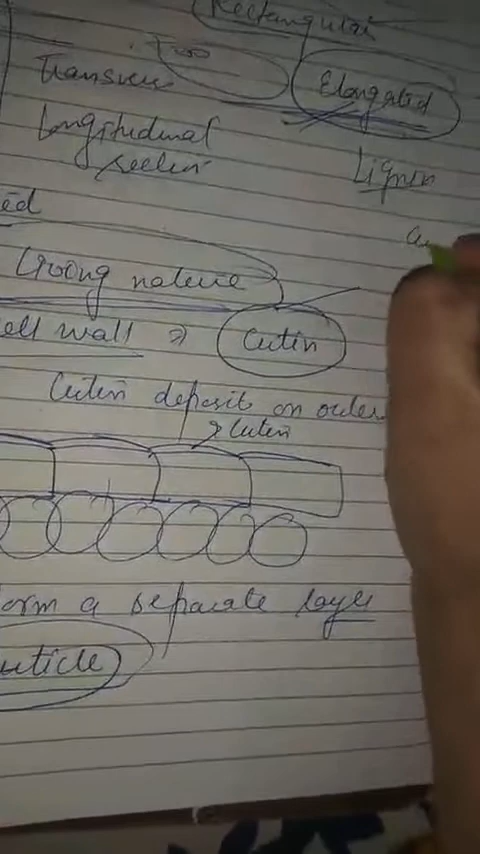 Rectangular
Transverse
Elongated
Longitudinal
section
Lignin
ed
Living nature
ell wall ⇒ Cutin
Cutin deposit on outer
→ Cutin
orm a separate layer
uticle